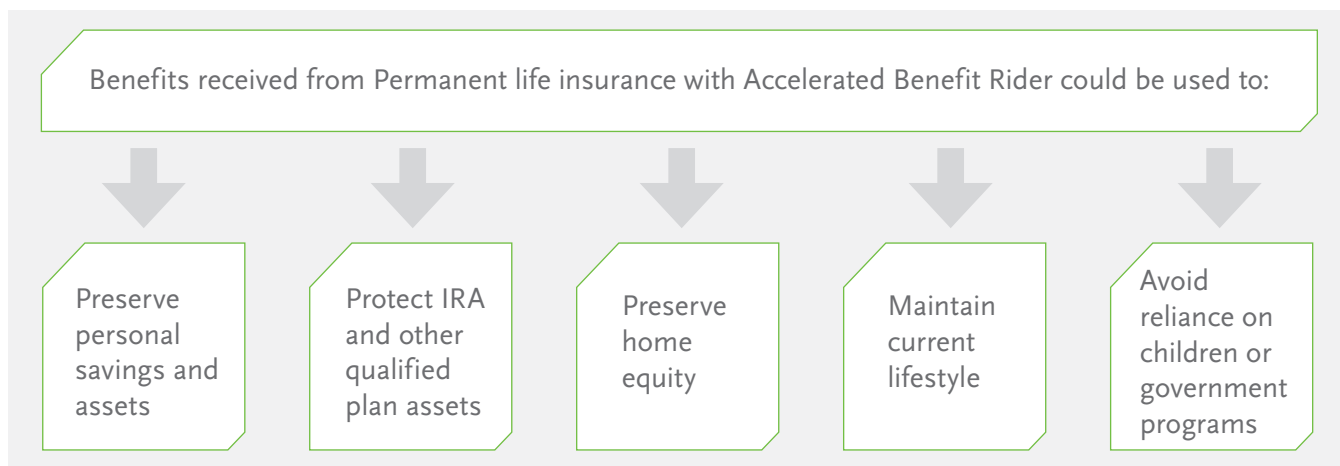 Benefits received from Permanent life insurance with Accelerated Benefit Rider could be used to:
Preserve
personal
savings and
assets
Protect IRA
and other
qualified
plan assets
Preserve
home
equity
Maintain
current
lifestyle
Avoid
reliance on
children or
government
programs